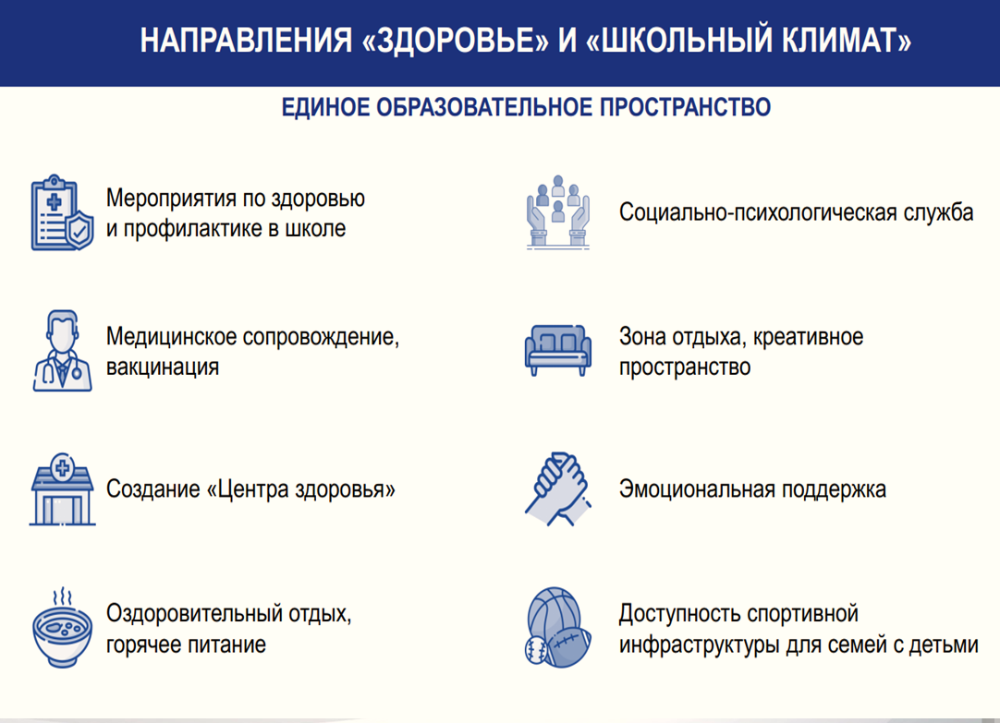 НАПРАВЛЕНИЯ «ЗДОРОВЬЕ» И «ШКОЛЬНЫЙ КЛИМАТ»
ЕДИНОЕ ОБРАЗОВАТЕЛЬНОЕ ПРОСТРАНСТВО
Мероприятия по здоровью
и профилактике в школе
Медицинское сопровождение,
вакцинация
Создание «Центра здоровья»
Оздоровительный отдых,
горячее питание
Социально-психологическая служба
Зона отдыха, креативное
пространство
Эмоциональная поддержка
Доступность спортивной
инфраструктуры для семей с детьми